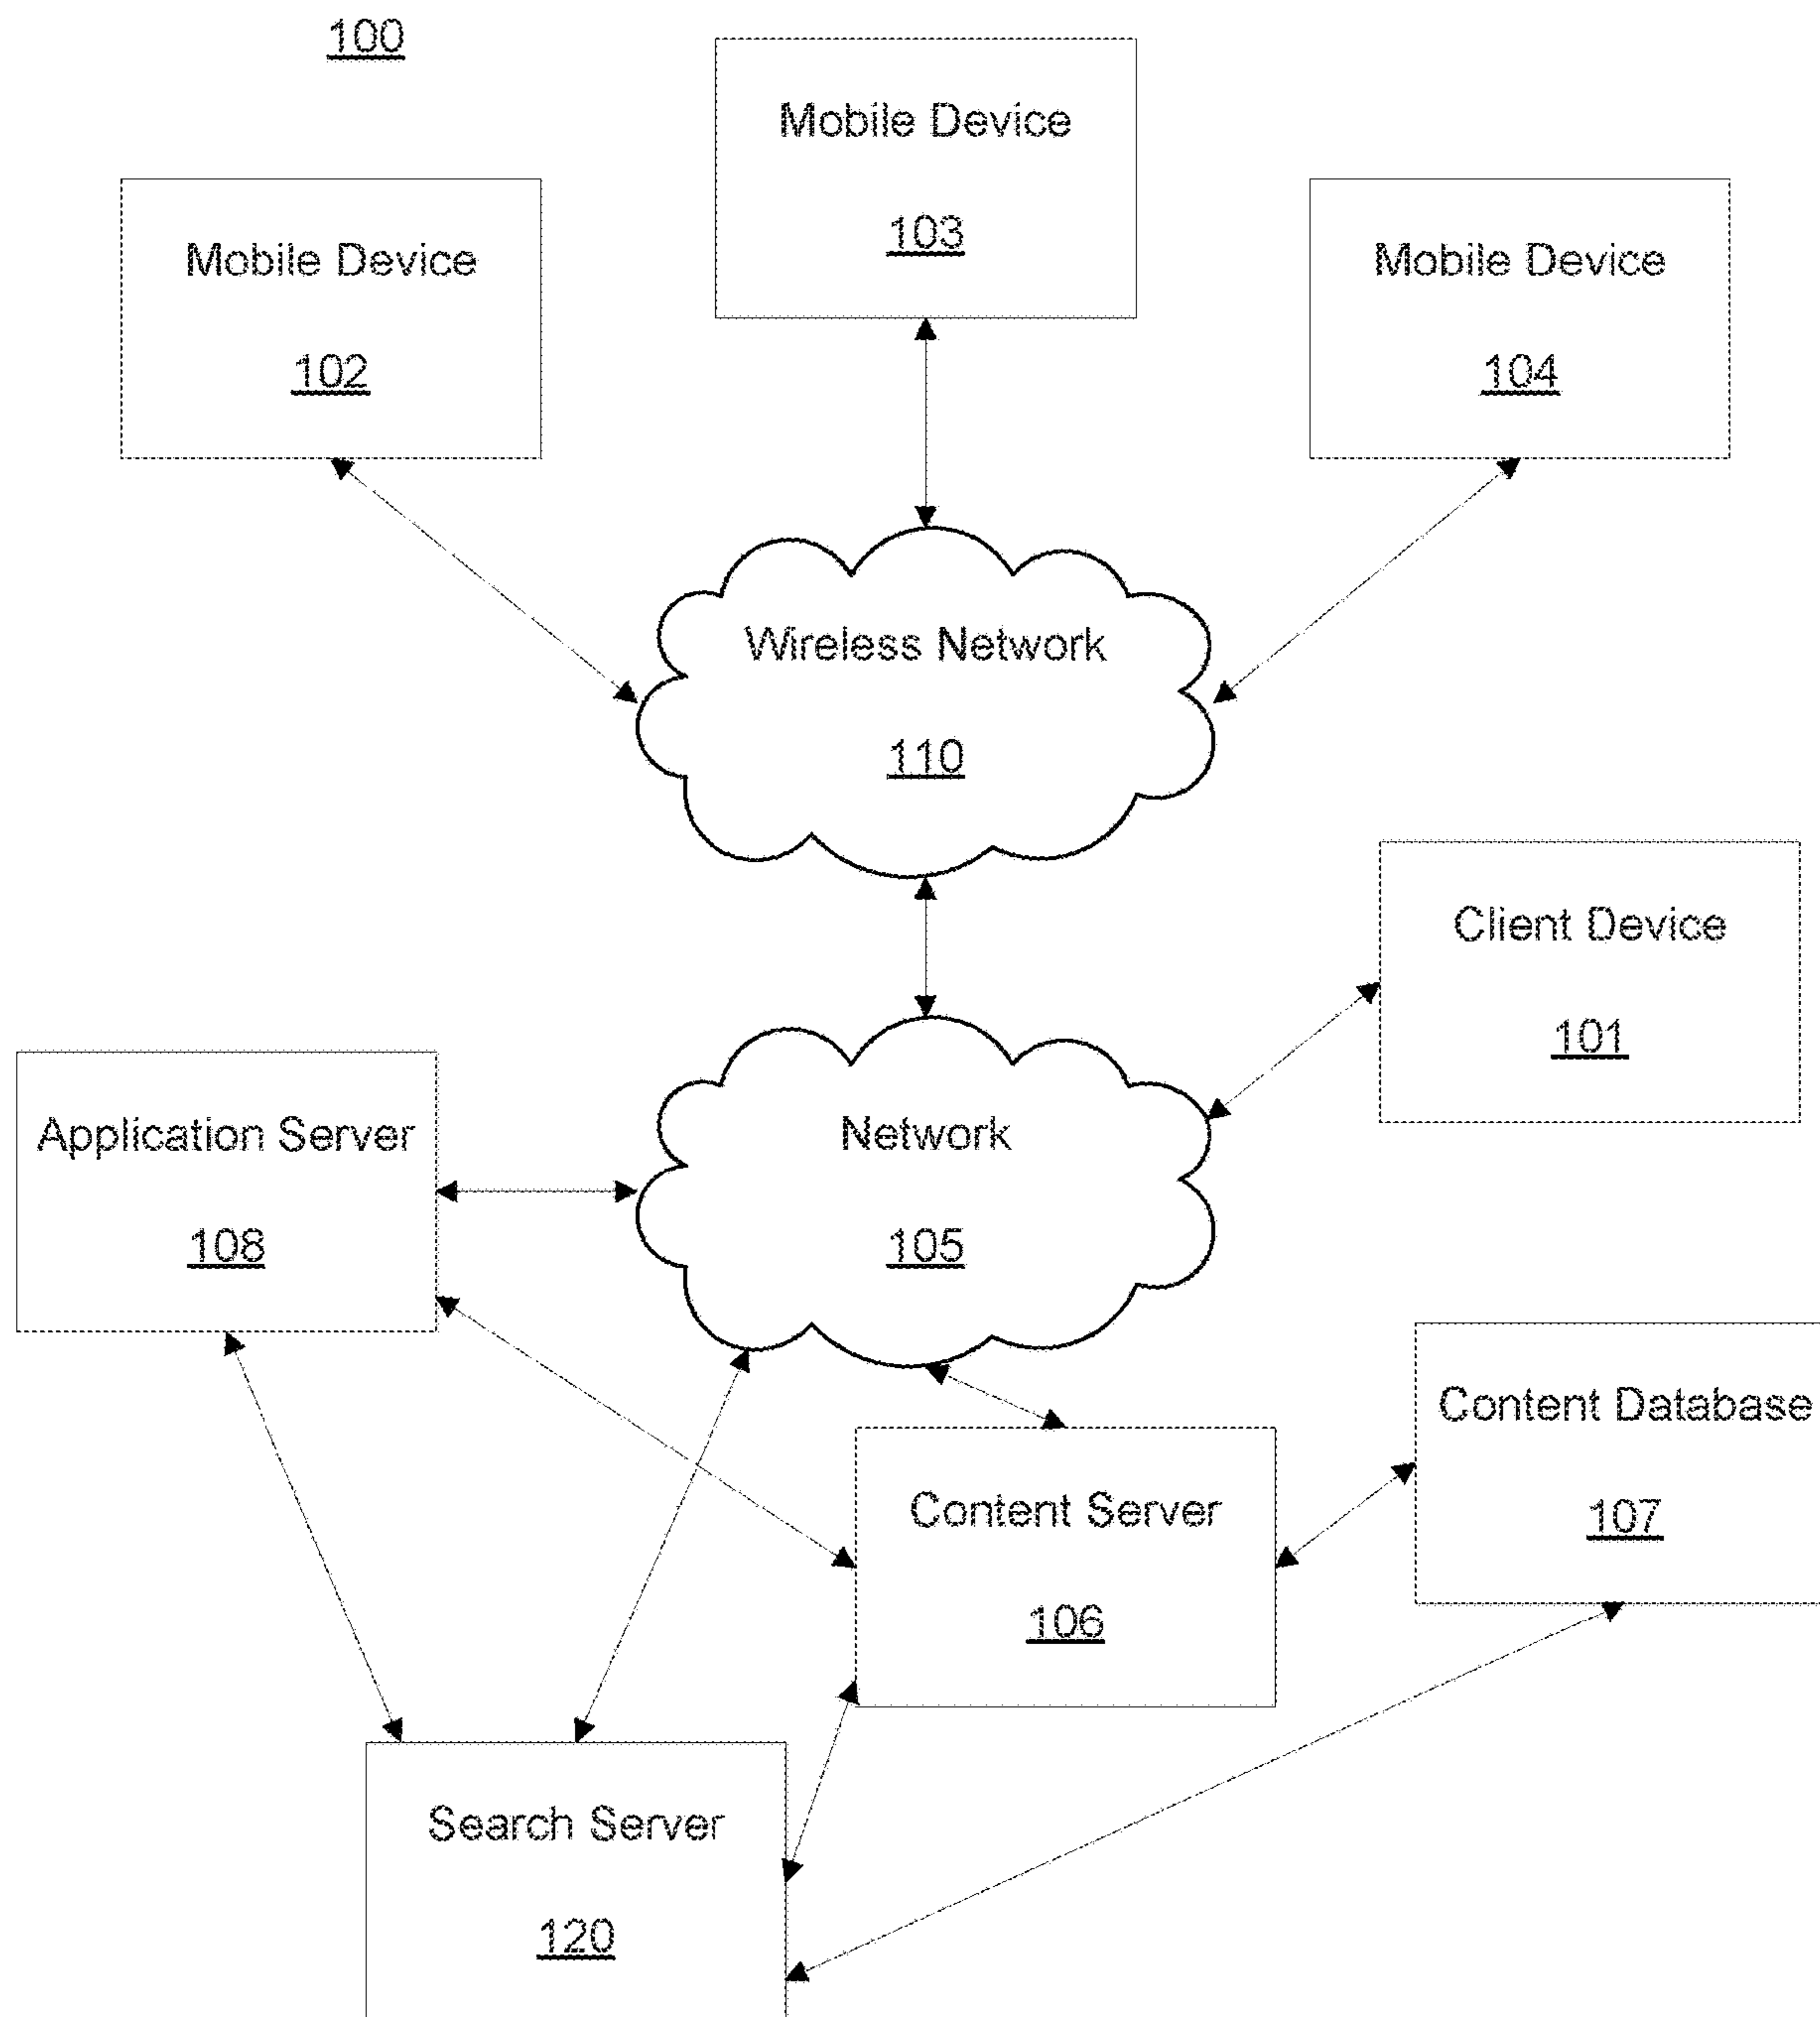 100
Mobile Device
103
Mobile Device
102
Mobile Device
104
Wireless Network
110
Client Device
101
Application Server
108
Network
105
Content Database
107
Content Server
106
Search Server
120